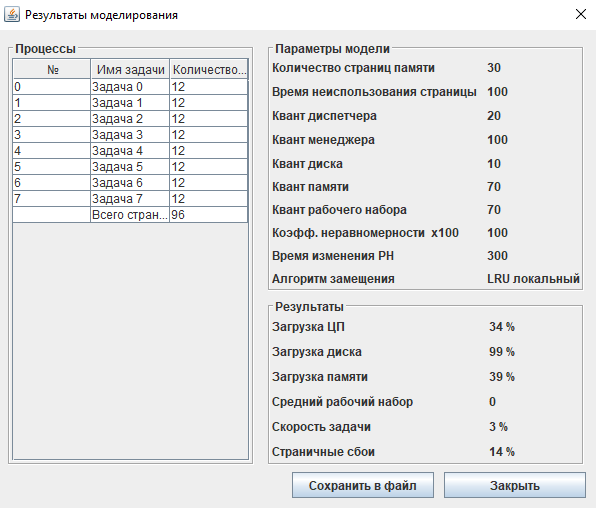 Результаты моделирования
Процессы
№ Имя задачи Количество...
0 Задача 0 12
1 Задача 1 12
2 Задача 2 12
3 Задача 3 12
4 Задача 4 12
5 Задача 5 12
6 Задача 6 12
7 Задача 7 12
Всего стран... 96
Параметры модели
Количество страниц памяти 30
Время неиспользования страницы 100
Квант диспетчера 20
Квант менеджера 100
Квант диска 10
Квант памяти 70
Квант рабочего набора 70
Коэфф. неравномерности x100 100
Время изменения РН 300
Алгоритм замещения LRU локальный
Результаты
Загрузка ЦП 34 %
Загрузка диска 99 %
Загрузка памяти 39 %
Средний рабочий набор 0
Скорость задачи 3 %
Страничные сбои 14 %
Сохранить в файл Закрыть